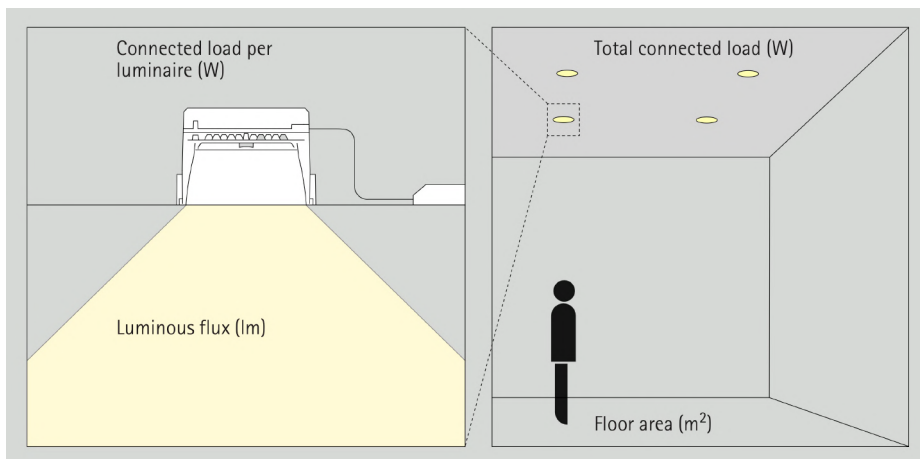 Connected load per
luminaire (W)
Luminous flux (lm)
Total connected load (W)
Floor area (m²)